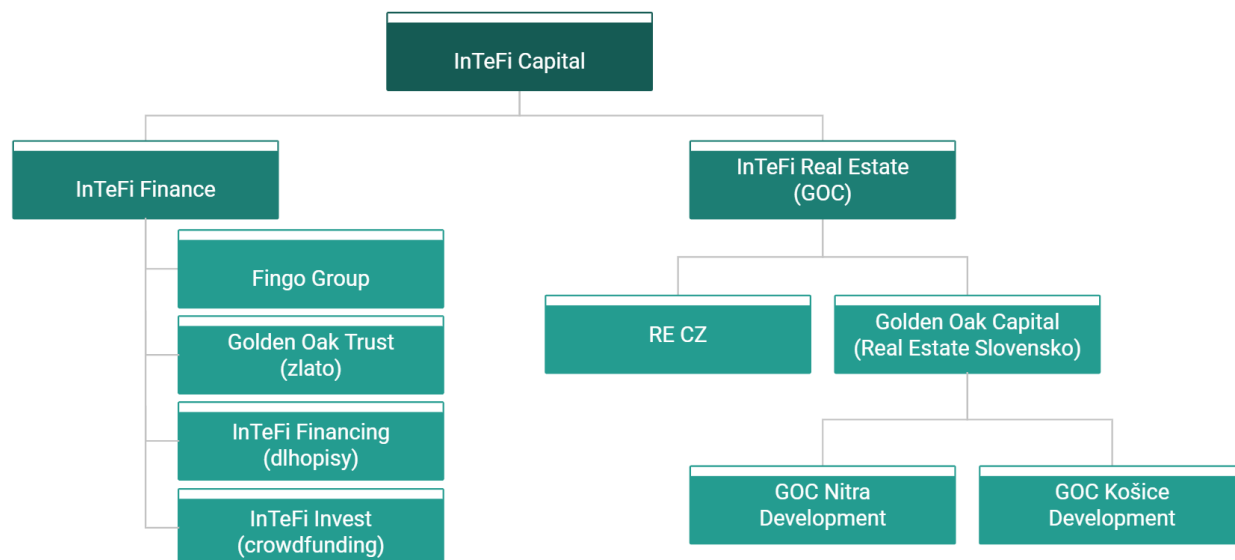 InTeFi Capital
InTeFi Finance
InTeFi Real Estate
(GOC)
Fingo Group
Golden Oak Trust
(zlato)
InTeFi Financing
(dlhopisy)
InTeFi Invest
(crowdfunding)
RE CZ
Golden Oak Capital
(Real Estate Slovensko)
GOC Nitra
Development
GOC Košice
Development